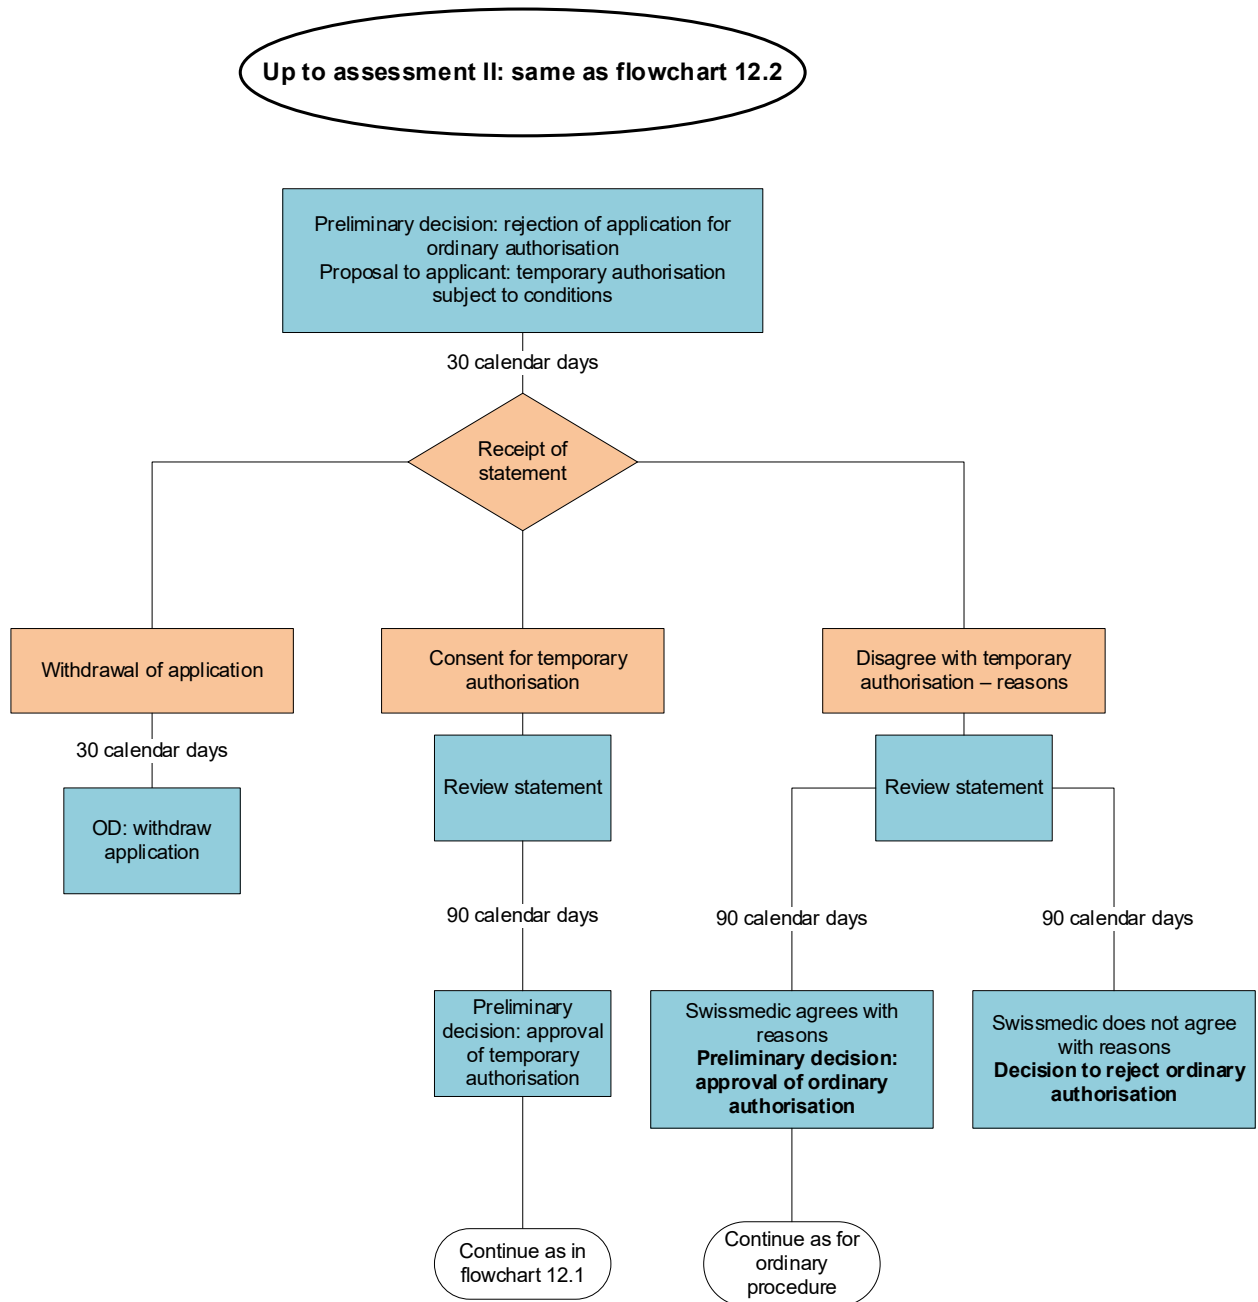 Up to assessment II: same as flowchart 12.2
Preliminary decision: rejection of application for
ordinary authorisation
Proposal to applicant: temporary authorisation
subject to conditions
30 calendar days
Receipt of
statement
Withdrawal of application
Consent for temporary
authorisation
Disagree with temporary
authorisation – reasons
30 calendar days
OD: withdraw
application
Review statement
Review statement
90 calendar days
90 calendar days
90 calendar days
Preliminary
decision: approval
of temporary
authorisation
Swissmedic agrees with
reasons
Preliminary decision:
approval of ordinary
authorisation
Swissmedic does not agree
with reasons
Decision to reject ordinary
authorisation
Continue as in
flowchart 12.1
Continue as for
ordinary
procedure